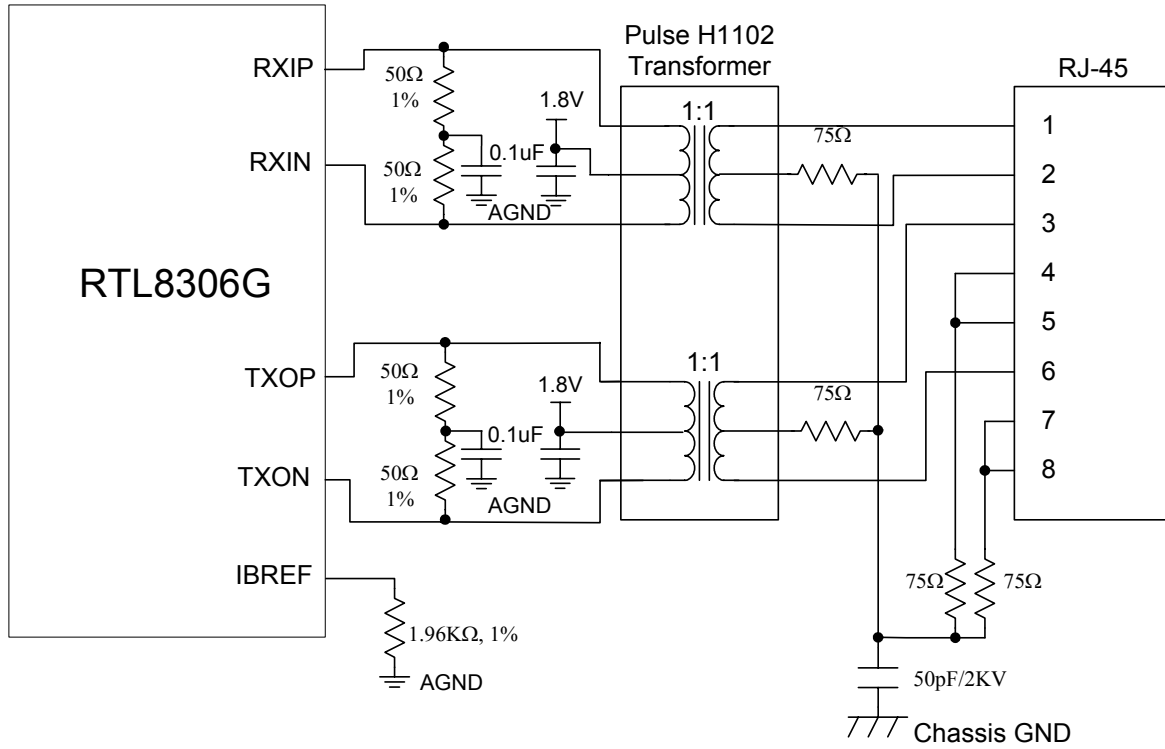 Pulse H1102
Transformer
RJ-45
RXIP
50Ω
1%
1.8V
1:1
75Ω
1
0.1uF
RXIN
50Ω
1%
2
AGND
3
4
RTL8306G
5
1:1
TXOP
50Ω
1%
1.8V
75Ω
6
0.1uF
7
TXON
50Ω
1%
8
AGND
IBREF
75Ω
75Ω
1.96KΩ, 1%
AGND
50pF/2KV
Chassis GND